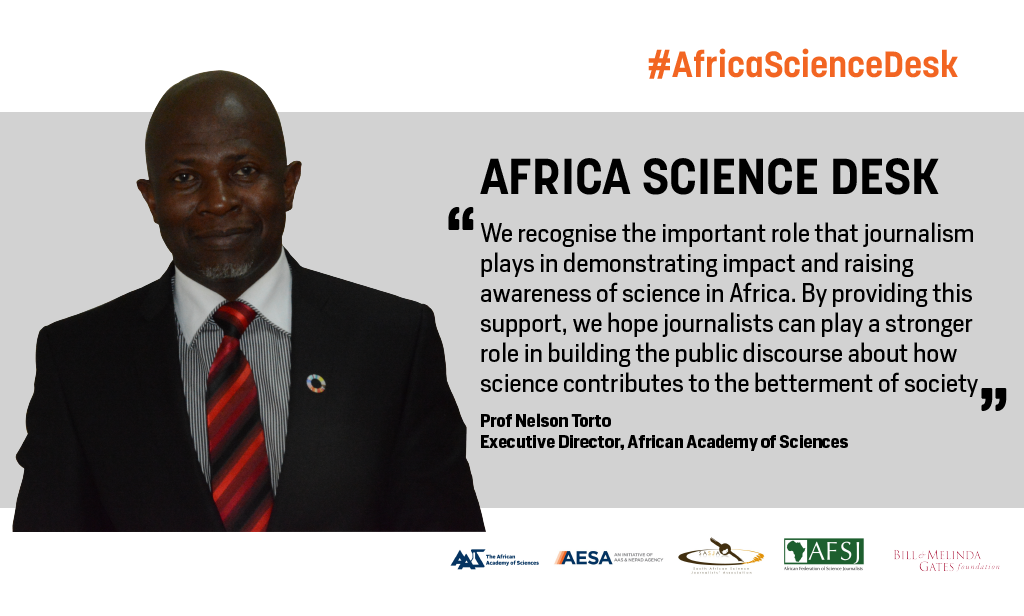 #AfricaScienceDesk
AFRICA SCIENCE DESK
“We recognise the important role that journalism
plays in demonstrating impact and raising
awareness of science in Africa. By providing this
support, we hope journalists can play a stronger
role in building the public discourse about how
science contributes to the betterment of society”
Prof Nelson Torto
Executive Director, African Academy of Sciences
AAS
The African
Academy of Sciences
AESA
AN INITIATIVE OF
AAS & NEPAD AGENCY
SASJA
South African Science
Journalists' Association
AFSJ
African Federation of Science Journalists
BILL & MELINDA
GATES foundation